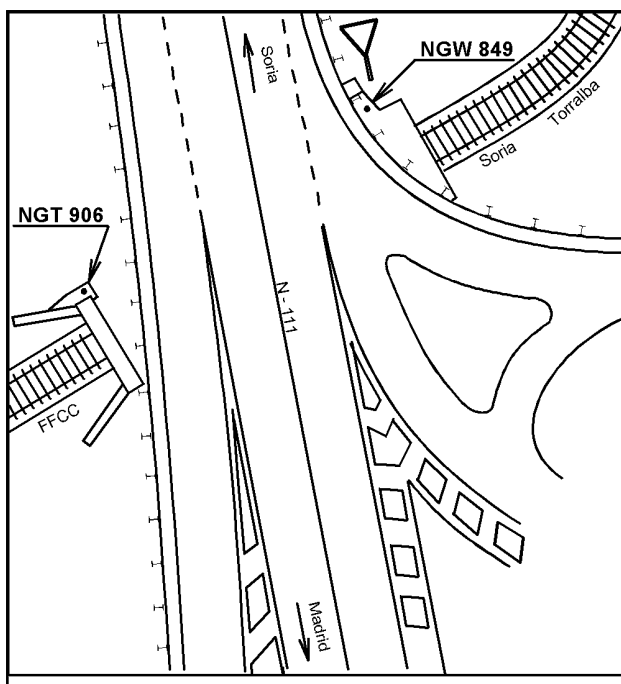 Soria
NGW 849
Torralba
Soria
NGT 906
N - 111
FFCC
Madrid